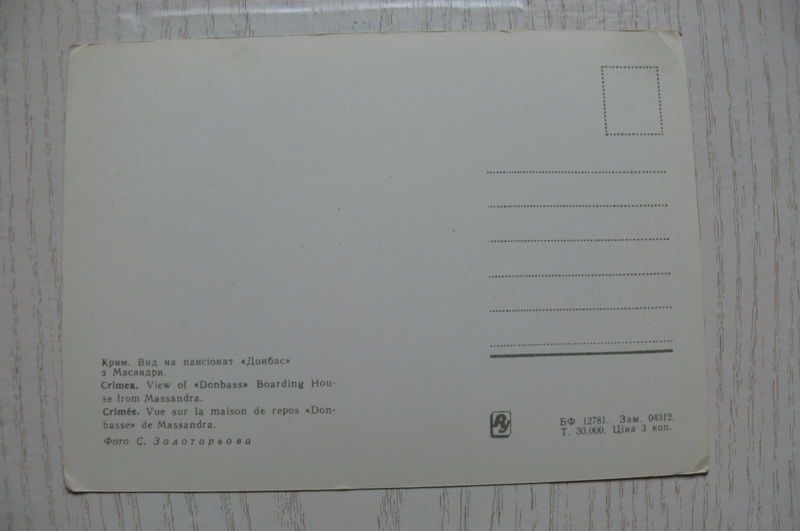 Крим. Вид на пансіонат «Донбас»
з Масандри.
Crimea. View of «Donbass» Boarding Hou-
se from Massandra.
Crimée. Vue sur la maison de repos «Don-
basse» de Massandra.
Фото С. Золотарьова
БФ 12781. Зам. 04312.
Т. 30.000. Ціна 3 коп.